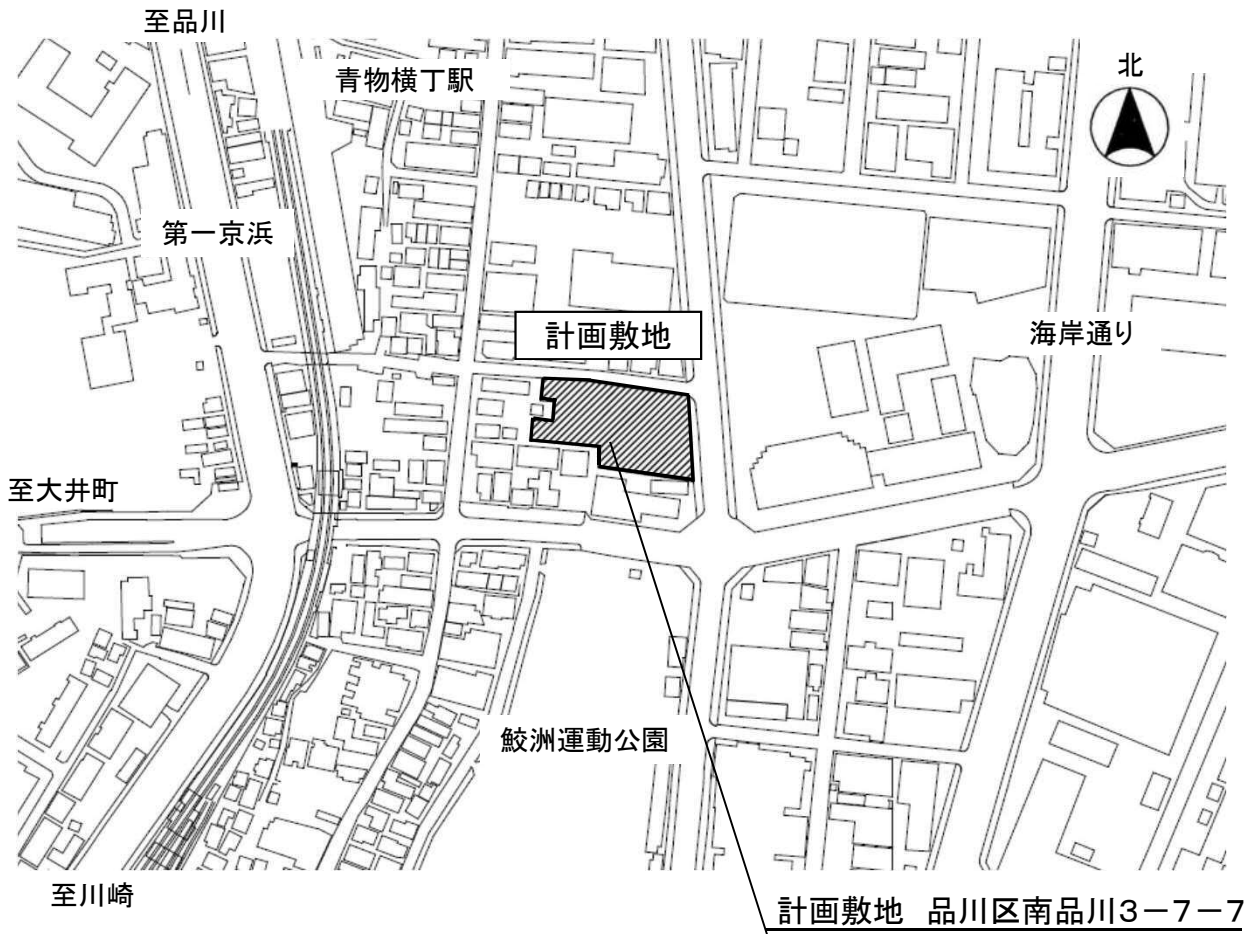 至品川
青物横丁駅
北
第一京浜
計画敷地
海岸通り
至大井町
鮫洲運動公園
至川崎
計画敷地 品川区南品川3-7-7